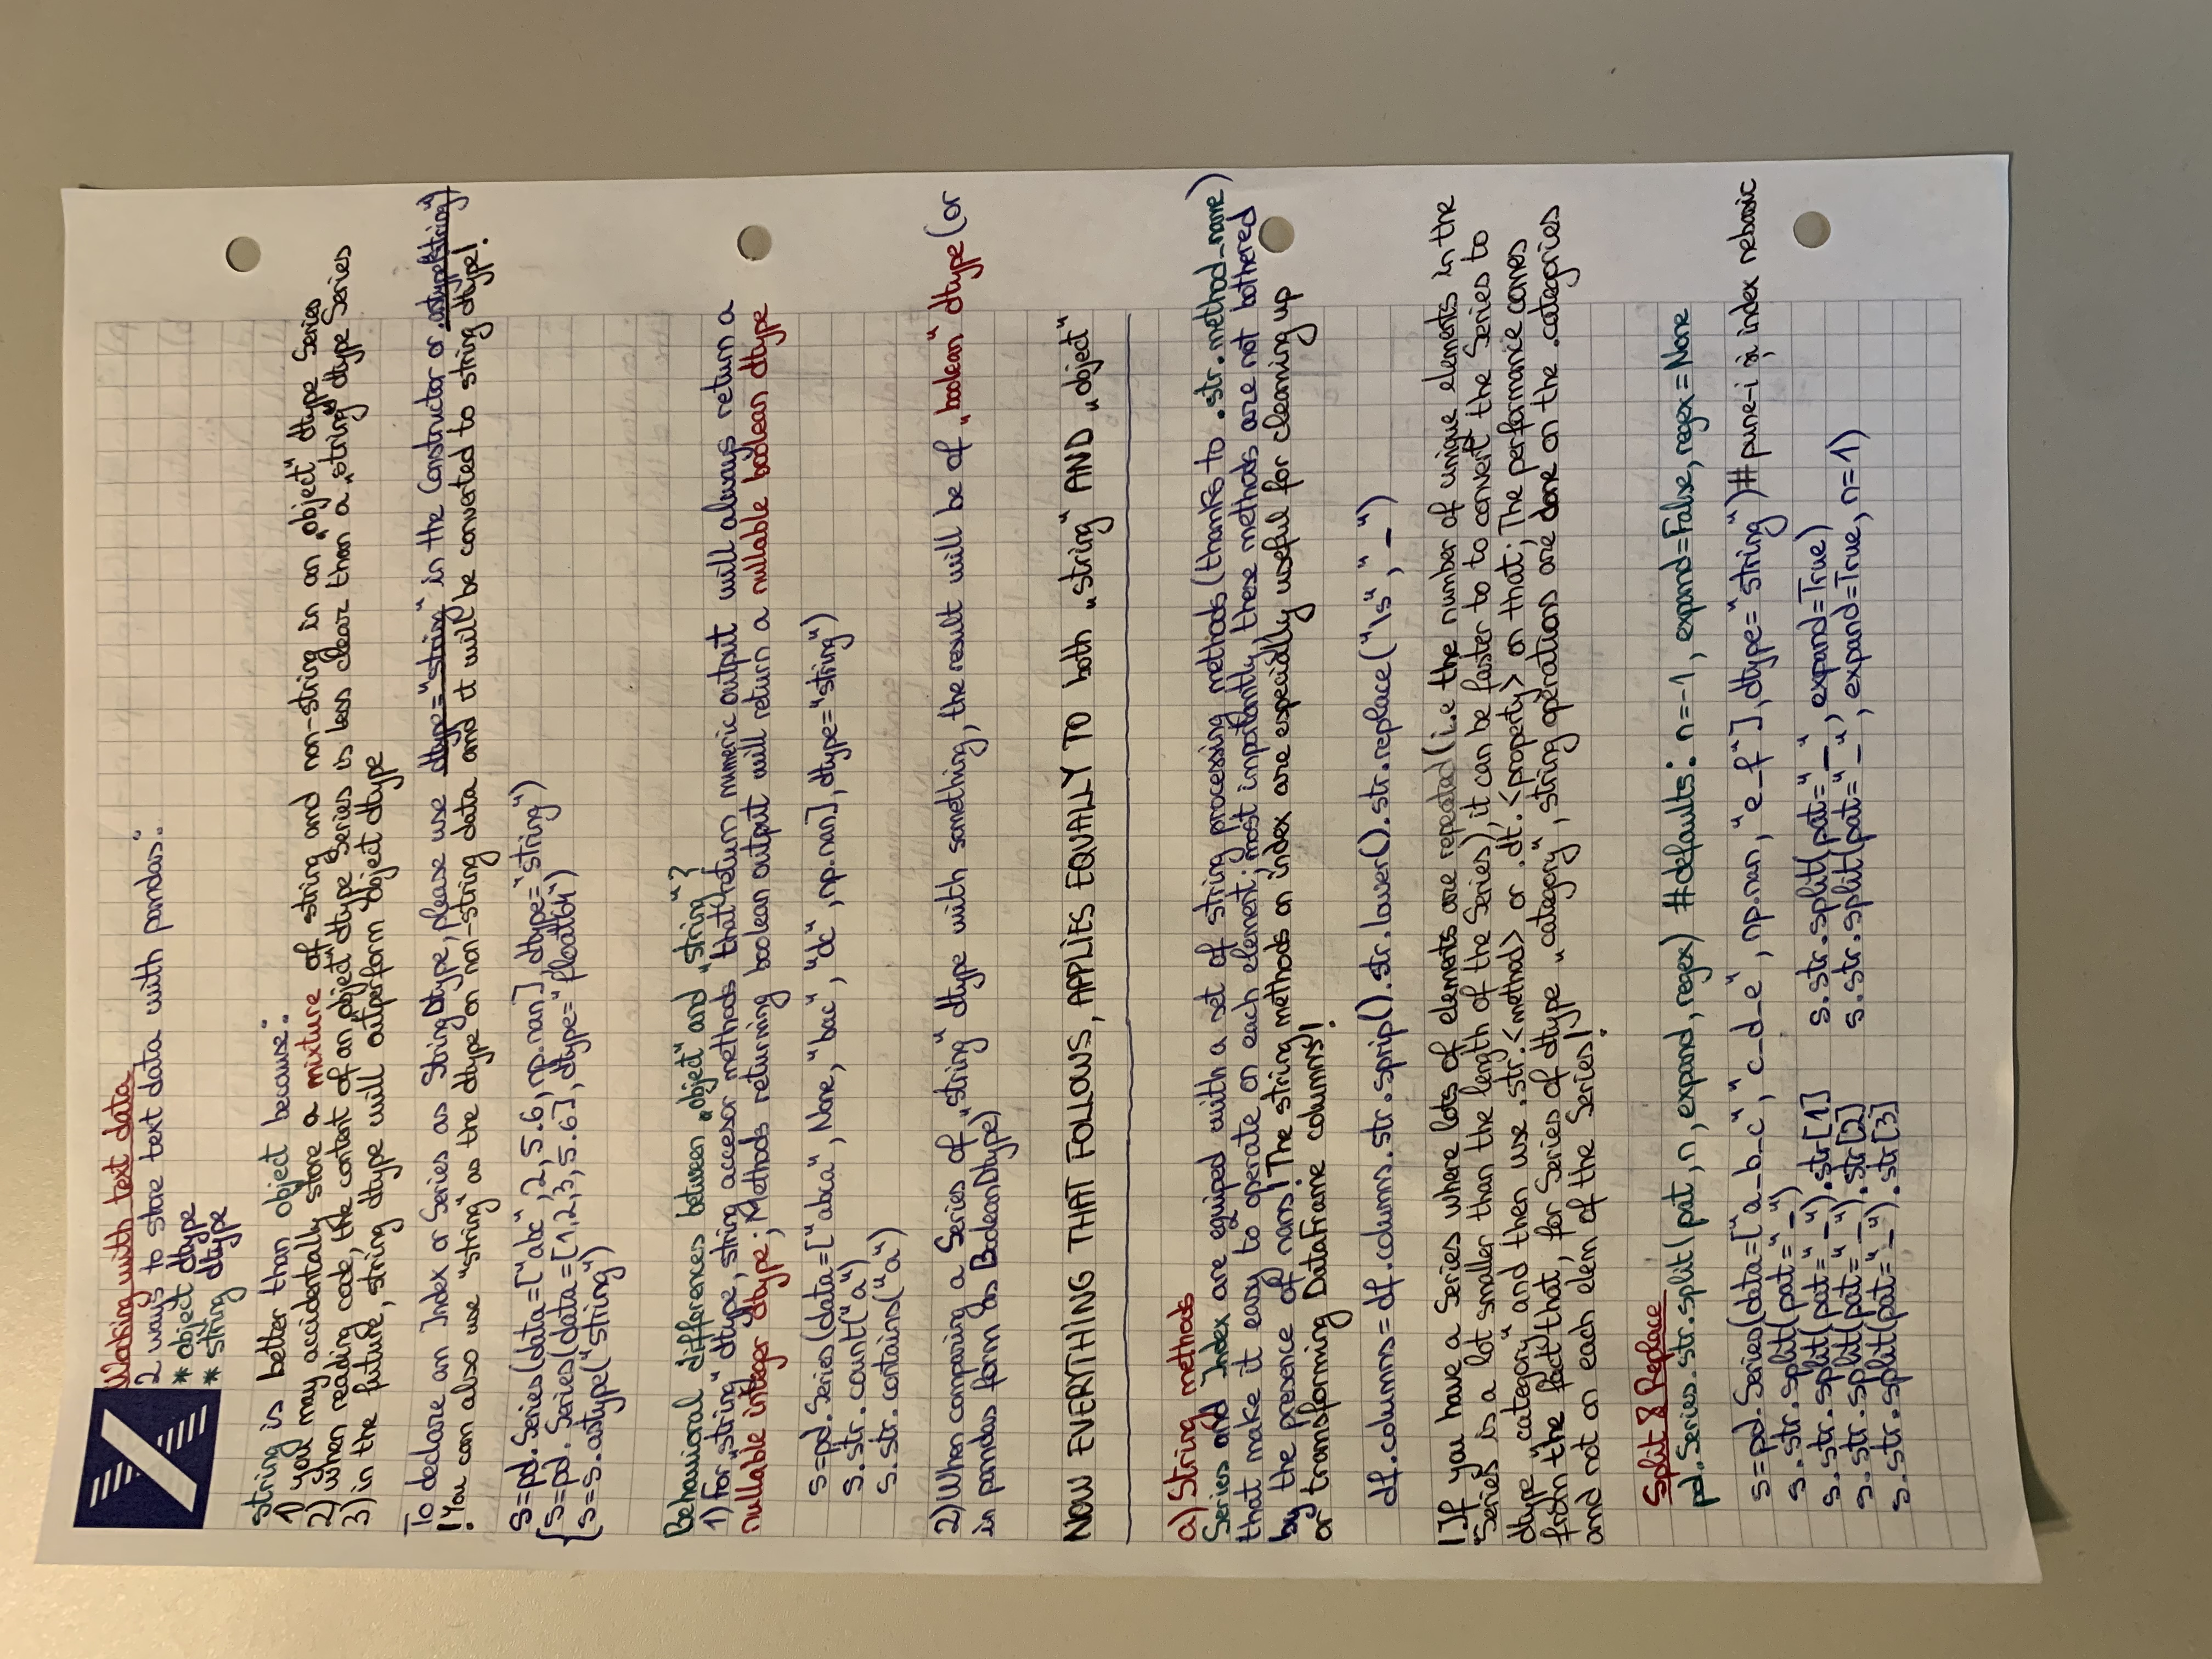 Working with text data
2 ways to store text data with pandas:
* object dtype
* string dtype
string is better than object because:
1) you may accidentally store a mixture of string and non-string in an „object" dtype Series
2) when reading code, the content of an „object" dtype Series is less clear than a „string" dtype Series
3) in the future, string dtype will outperform object dtype
To declare an Index or Series as StringDtype, please use dtype="string" in the Constructor or .astype("string")
! You can also use "string" as the dtype on non-string data and it will be converted to string dtype!
s=pd.Series(data=["abc",2,5.6,np.nan],dtype="string")
{s=pd.Series(data=[1,2,3,5.6],dtype="float64")
{s=s.astype("string")
Behavioral differences between „object" and "string"?
1) For „string" dtype, string accessor methods that return numeric output will always return a
nullable integer dtype; Methods returning boolean output will return a nullable boolean dtype
s=pd.Series(data=["abca",None,"bac","dc",np.nan],dtype="string")
s.str.count("a")
s.str.contains("a")
2) When comparing a Series of „string" dtype with something, the result will be of „boolean" dtype (or
in pandas form as BooleanDtype)
NOW EVERYTHING THAT FOLLOWS, APPLIES EQUALLY TO both „string" AND „object"
a) String methods
Series and Index are equiped with a set of string processing methods (thanks to .str.method_name)
that make it easy to operate on each element; most inpotantly these methods are not bothered
by the presence of nans! The string methods on index are especially useful for cleaning up
or transforming DataFrame columns!
df.columns=df.columns.str.sprip().str.lower().str.replace("\s","_")
! If you have a Series where lots of elements are repeated (i.e the number of unique elements in the
Series is a lot smaller than the length of the Series), it can be faster to to convert the Series to
dtype „category" and then use .str.<method> or .dt.<property> on that; The performance comes
from the fact that, for Series of dtype „category", string operations are done on the .categories
and not on each elem of the Series!
Split & Replace
pd.Series.str.split(pat,n,expand,regex) #defaults: n=-1, expand=False, regex=None
s=pd.Series(data=["a_b_c","c_d_e",np.nan,"e_f"],dtype="string") #pune-i și index nebasic
s.str.split(pat="_")
s.str.split(pat="_").str[1]
s.str.split(pat="_").str[2]
s.str.split(pat="_").str[3]
s.str.split(pat="_",expand=True)
s.str.split(pat="_",expand=True,n=1)